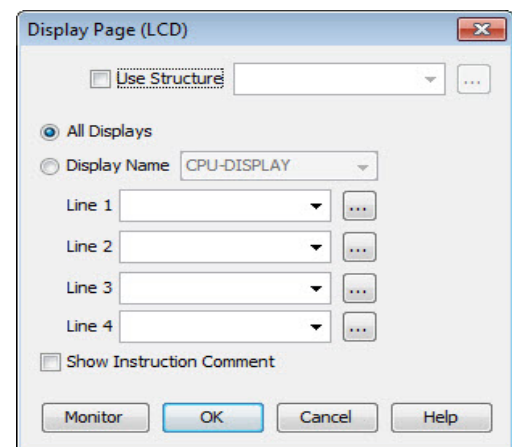 Display Page (LCD)
Use Structure
...
All Displays
Display Name CPU-DISPLAY
Line 1 ...
Line 2 ...
Line 3 ...
Line 4 ...
Show Instruction Comment
Monitor OK Cancel Help